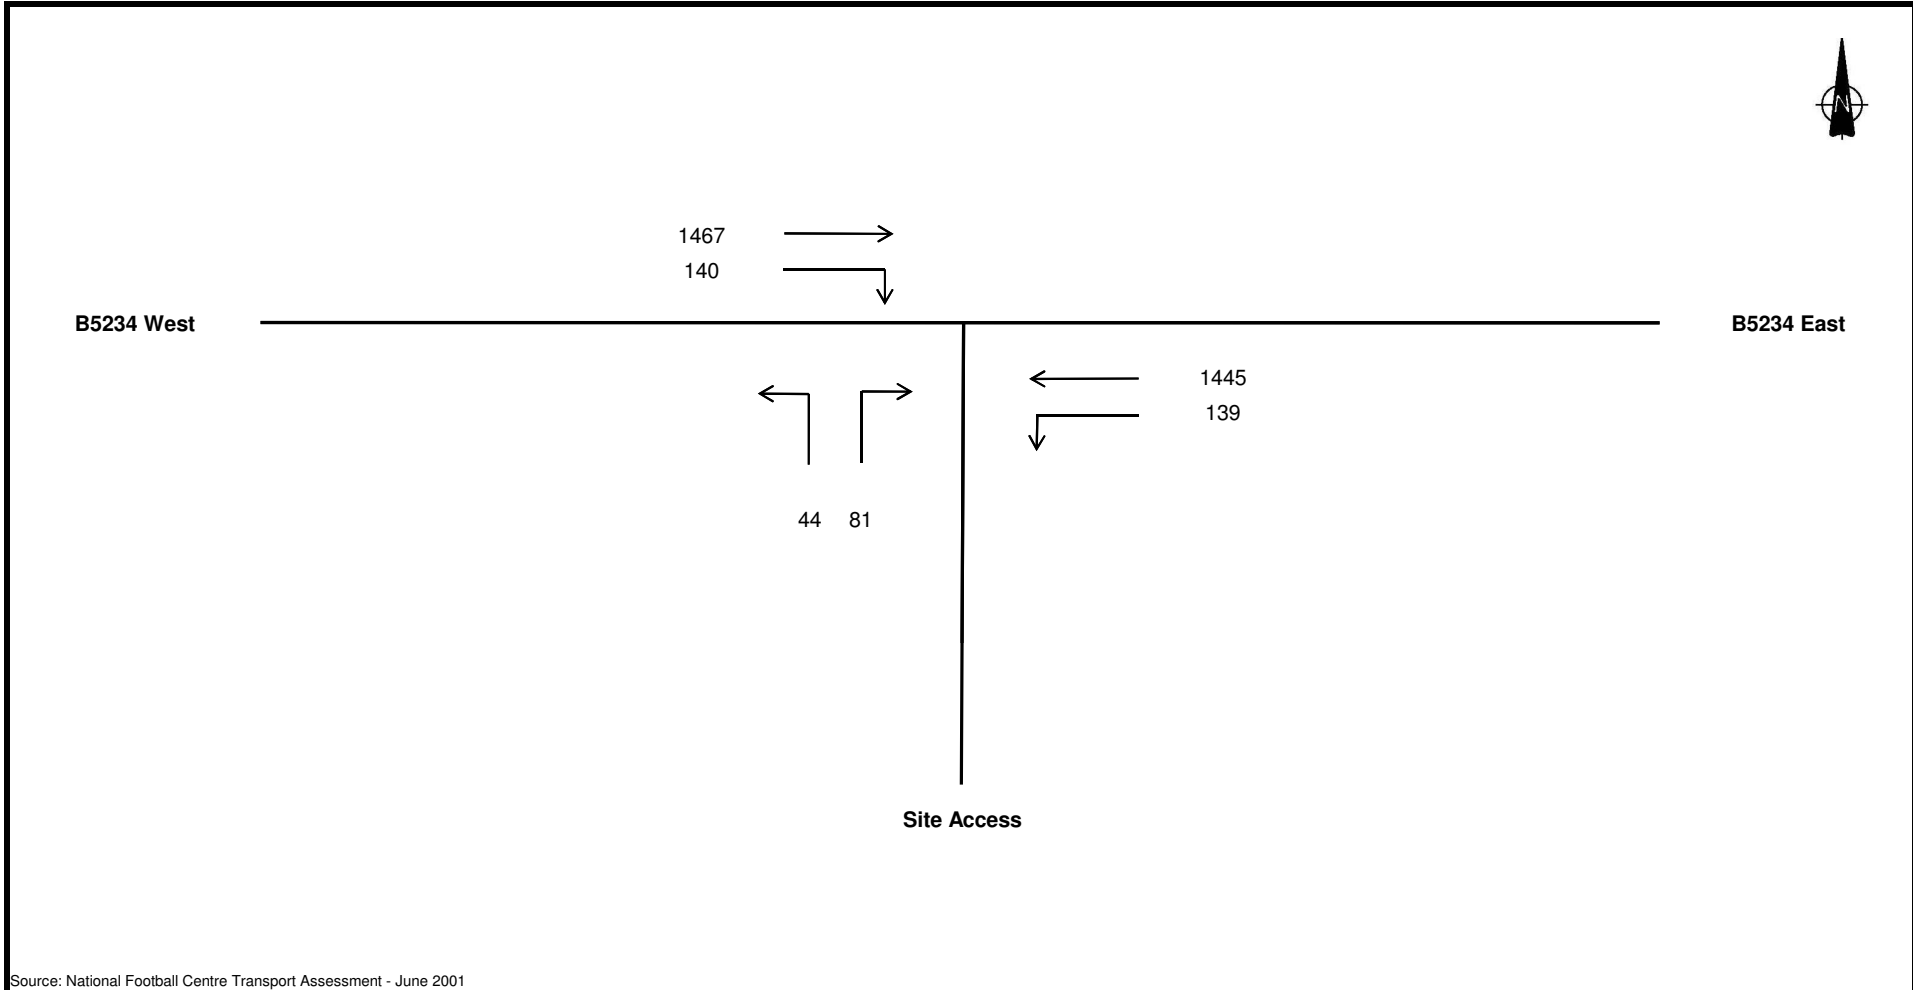 N
1467
140
B5234 West
B5234 East
1445
139
44 81
Site Access
Source: National Football Centre Transport Assessment - June 2001